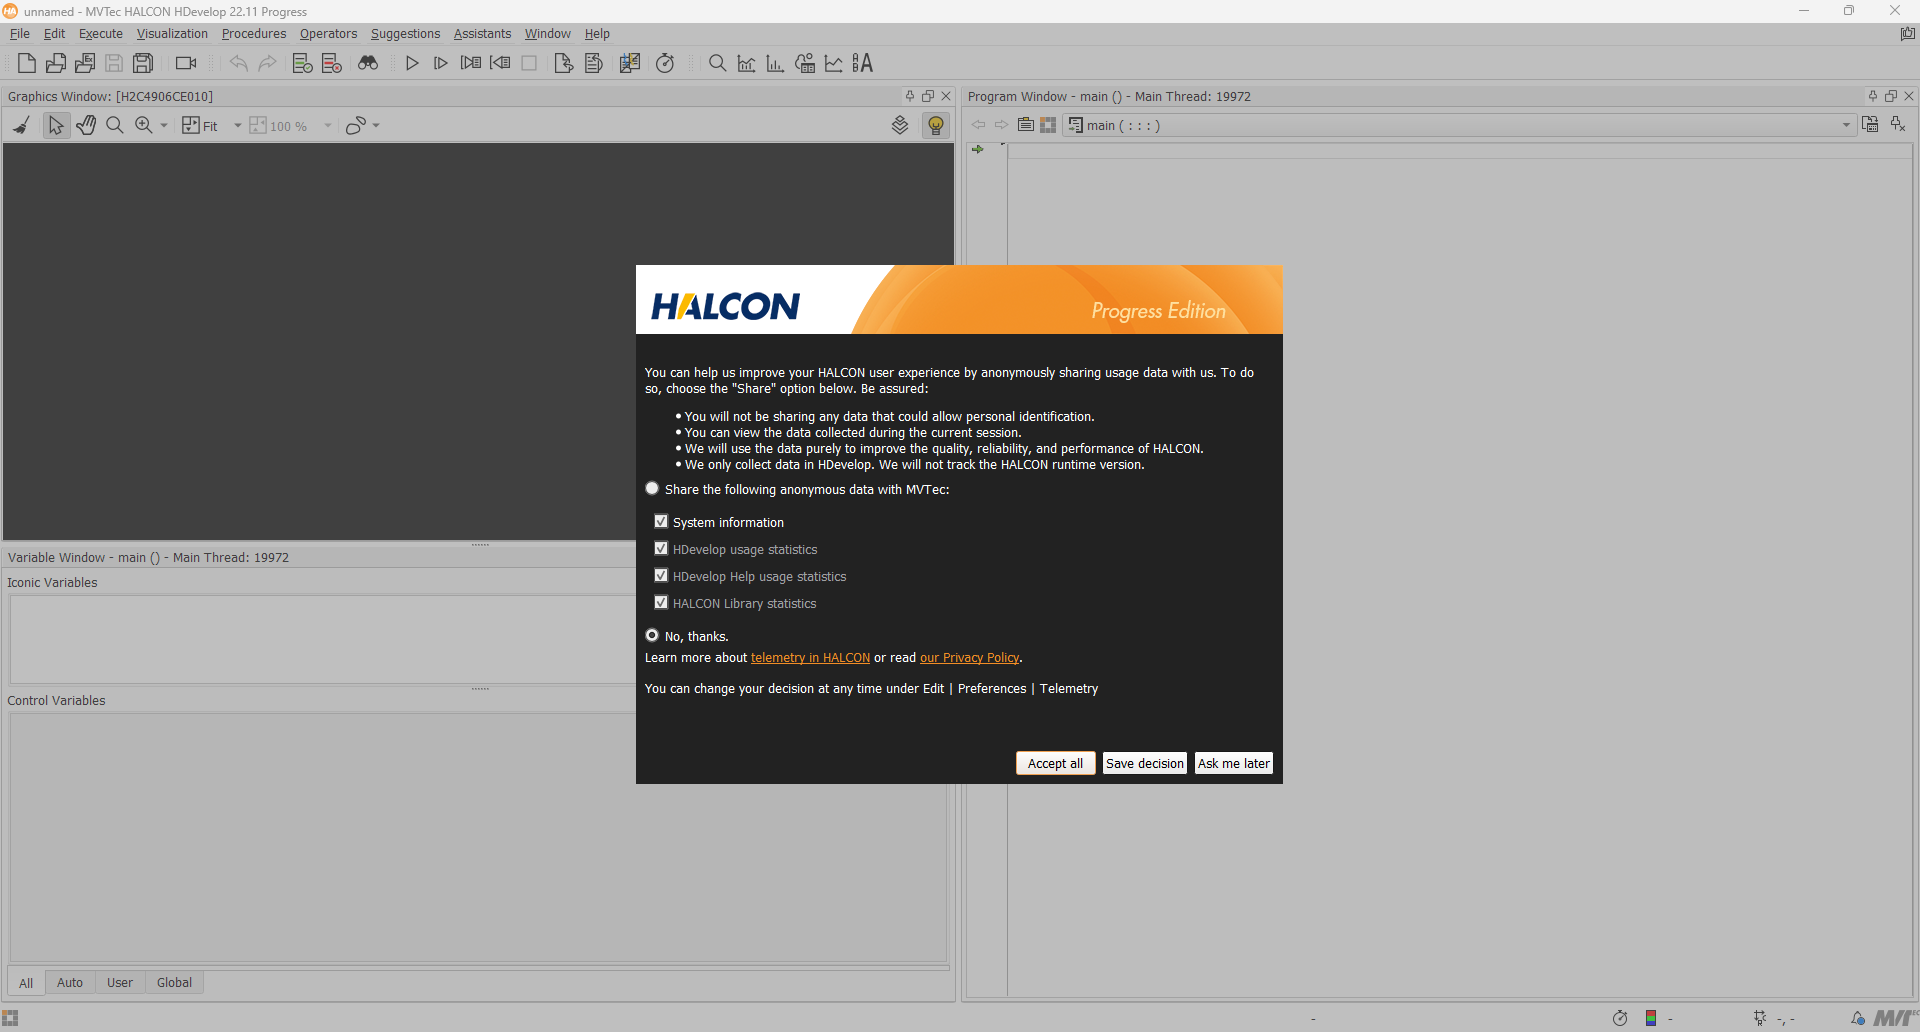 unnamed - MVTec HALCON HDevelop 22.11 Progress
File Edit Execute Visualization Procedures Operators Suggestions Assistants Window Help
Graphics Window: [H2C4906CE010]
Fit 100 %
Program Window - main () - Main Thread: 19972
main ( : : : )
HALCON
Progress Edition
You can help us improve your HALCON user experience by anonymously sharing usage data with us. To do
so, choose the "Share" option below. Be assured:
• You will not be sharing any data that could allow personal identification.
• You can view the data collected during the current session.
• We will use the data purely to improve the quality, reliability, and performance of HALCON.
• We only collect data in HDevelop. We will not track the HALCON runtime version.
Share the following anonymous data with MVTec:
System information
HDevelop usage statistics
HDevelop Help usage statistics
HALCON Library statistics
No, thanks.
Learn more about telemetry in HALCON or read our Privacy Policy.
You can change your decision at any time under Edit | Preferences | Telemetry
Accept all Save decision Ask me later
Variable Window - main () - Main Thread: 19972
Iconic Variables
Control Variables
All Auto User Global
- - -, -